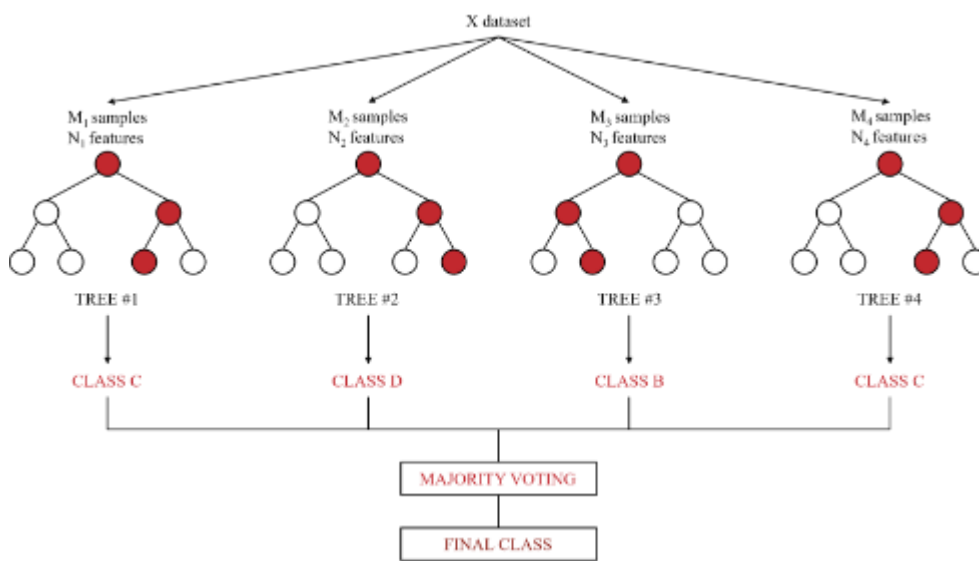 X dataset
M₁ samples
N₁ features
M₂ samples
N₂ features
M₃ samples
N₃ features
M₄ samples
N₄ features
TREE #1
TREE #2
TREE #3
TREE #4
CLASS C
CLASS D
CLASS B
CLASS C
MAJORITY VOTING
FINAL CLASS